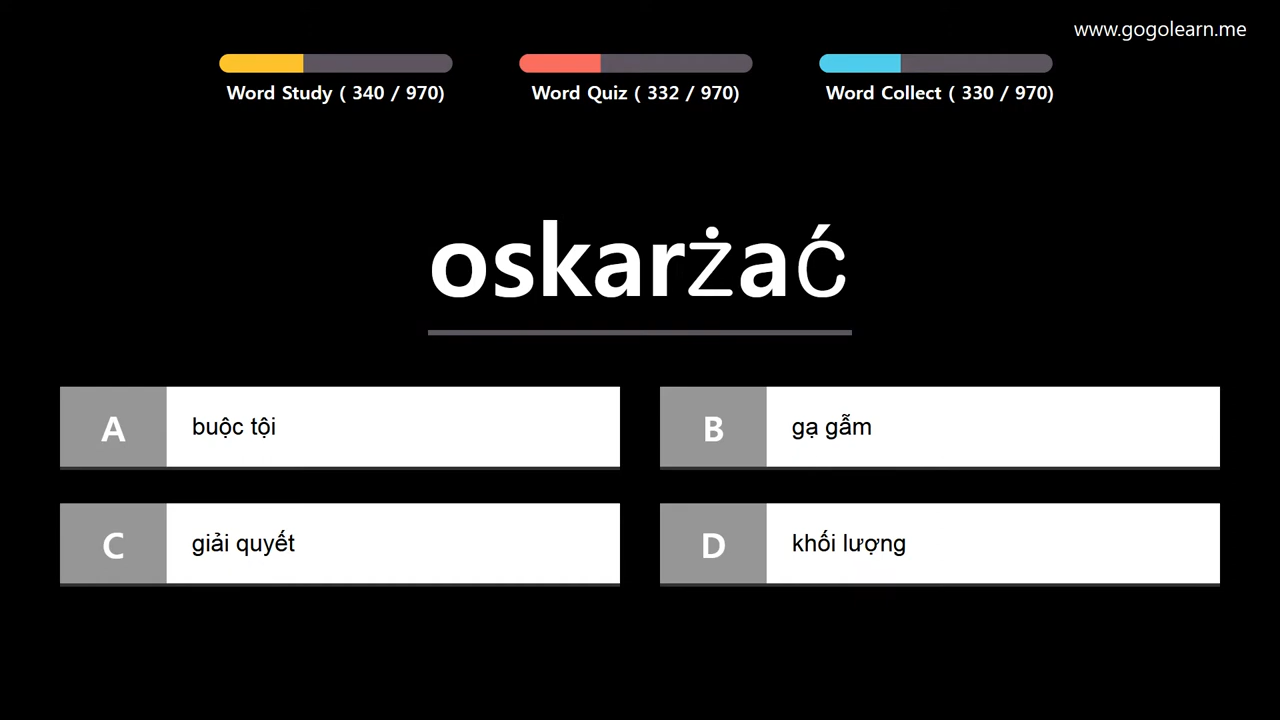 www.gogolearn.me
Word Study ( 340 / 970)
Word Quiz ( 332 / 970)
Word Collect ( 330 / 970)
oskarżać
A buộc tội
B gạ gẫm
C giải quyết
D khối lượng